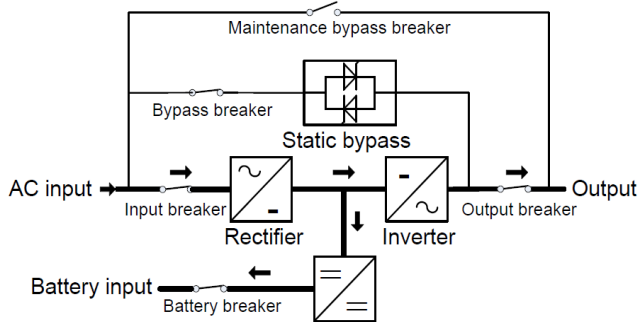 Maintenance bypass breaker
Bypass breaker
Static bypass
AC input
Input breaker
Rectifier
Inverter
Output breaker
Output
Battery input
Battery breaker